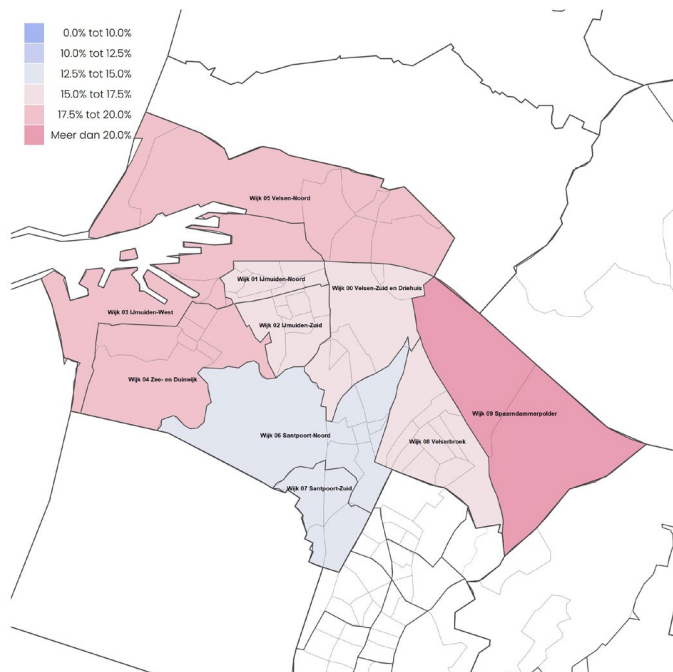 0.0% tot 10.0%
10.0% tot 12.5%
12.5% tot 15.0%
15.0% tot 17.5%
17.5% tot 20.0%
Meer dan 20.0%
Wijk 05 Velsen-Noord
Wijk 01 IJmuiden-Noord
Wijk 00 Velsen-Zuid en Driehuis
Wijk 03 IJmuiden-West
Wijk 02 IJmuiden-Zuid
Wijk 04 Zee- en Duinwijk
Wijk 09 Spaarndammerpolder
Wijk 06 Santpoort-Noord
Wijk 08 Velserbroek
Wijk 07 Santpoort-Zuid